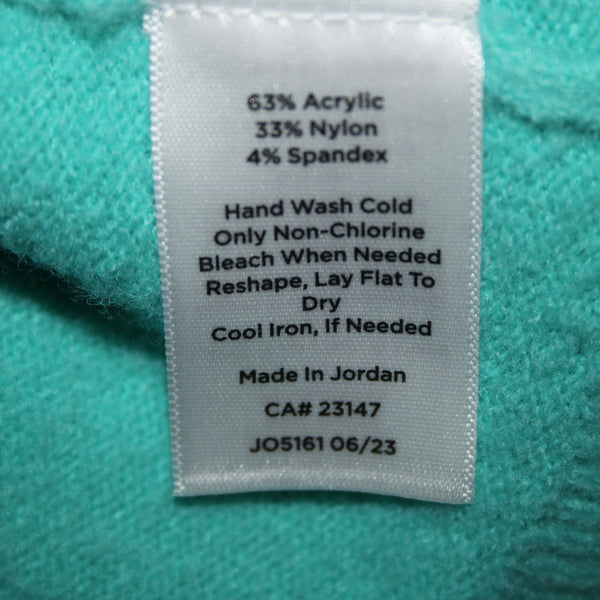 63% Acrylic
33% Nylon
4% Spandex
Hand Wash Cold
Only Non-Chlorine
Bleach When Needed
Reshape, Lay Flat To
Dry
Cool Iron, If Needed
Made In Jordan
CA# 23147
JO5161 06/23